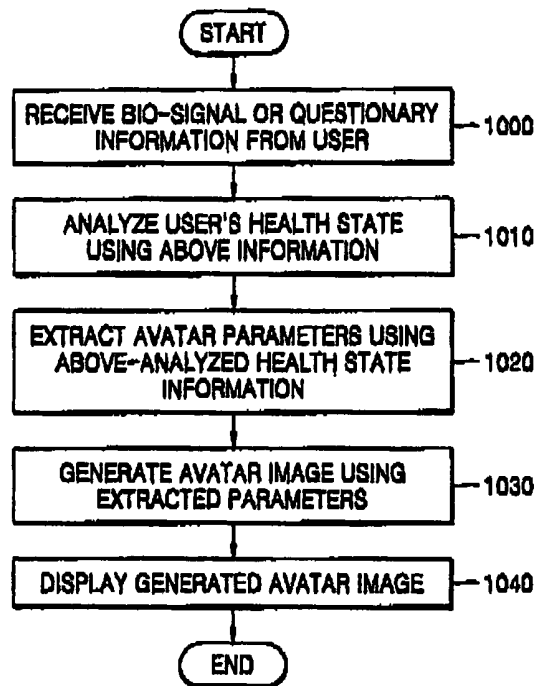 START
RECEIVE BIO-SIGNAL OR QUESTIONARY
INFORMATION FROM USER
1000
ANALYZE USER'S HEALTH STATE
USING ABOVE INFORMATION
1010
EXTRACT AVATAR PARAMETERS USING
ABOVE-ANALYZED HEALTH STATE
INFORMATION
1020
GENERATE AVATAR IMAGE USING
EXTRACTED PARAMETERS
1030
DISPLAY GENERATED AVATAR IMAGE
1040
END